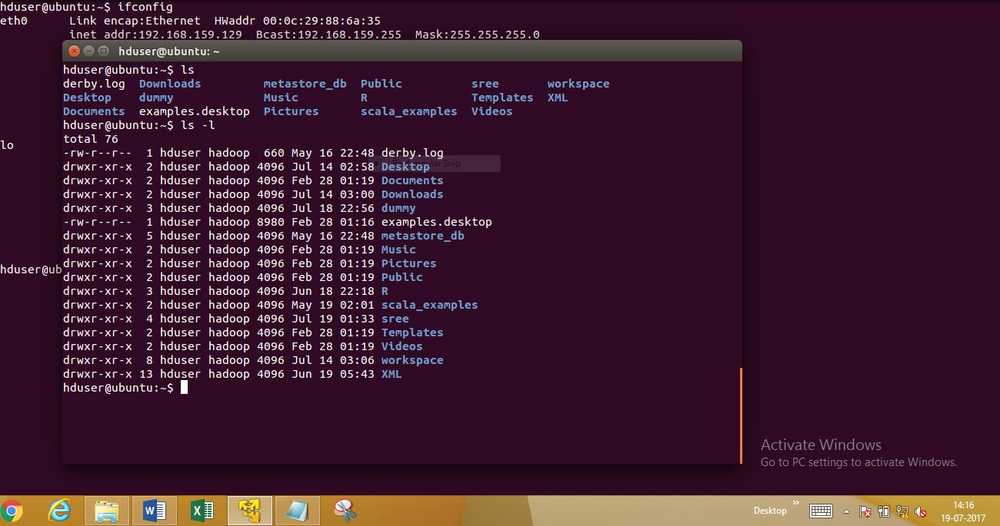 hduser@ubuntu:~$ ifconfig
eth0      Link encap:Ethernet  HWaddr 00:0c:29:88:6a:35
          inet addr:192.168.159.129  Bcast:192.168.159.255  Mask:255.255.255.0
hduser@ubuntu: ~
hduser@ubuntu:~$ ls
derby.log  Downloads         metastore_db  Public          sree       workspace
Desktop    dummy             Music         R               Templates  XML
Documents  examples.desktop  Pictures      scala_examples  Videos
hduser@ubuntu:~$ ls -l
total 76
lo
-rw-r--r--  1 hduser hadoop  660 May 16 22:48 derby.log
drwxr-xr-x  2 hduser hadoop 4096 Jul 14 02:58 Desktop
Snip
drwxr-xr-x  2 hduser hadoop 4096 Feb 28 01:19 Documents
drwxr-xr-x  2 hduser hadoop 4096 Jul 14 03:00 Downloads
drwxr-xr-x  3 hduser hadoop 4096 Jul 18 22:56 dummy
-rw-r--r--  1 hduser hadoop 8980 Feb 28 01:16 examples.desktop
drwxr-xr-x  5 hduser hadoop 4096 May 16 22:48 metastore_db
drwxr-xr-x  2 hduser hadoop 4096 Feb 28 01:19 Music
drwxr-xr-x  2 hduser hadoop 4096 Feb 28 01:19 Pictures
hduser@ub
drwxr-xr-x  2 hduser hadoop 4096 Feb 28 01:19 Public
drwxr-xr-x  3 hduser hadoop 4096 Jun 18 22:18 R
drwxr-xr-x  2 hduser hadoop 4096 May 19 02:01 scala_examples
drwxr-xr-x  4 hduser hadoop 4096 Jul 19 01:33 sree
drwxr-xr-x  2 hduser hadoop 4096 Feb 28 01:19 Templates
drwxr-xr-x  2 hduser hadoop 4096 Feb 28 01:19 Videos
drwxr-xr-x  8 hduser hadoop 4096 Jul 14 03:06 workspace
drwxr-xr-x 13 hduser hadoop 4096 Jun 19 05:43 XML
hduser@ubuntu:~$
Activate Windows
Go to PC settings to activate Windows.
Desktop
14:16
19-07-2017